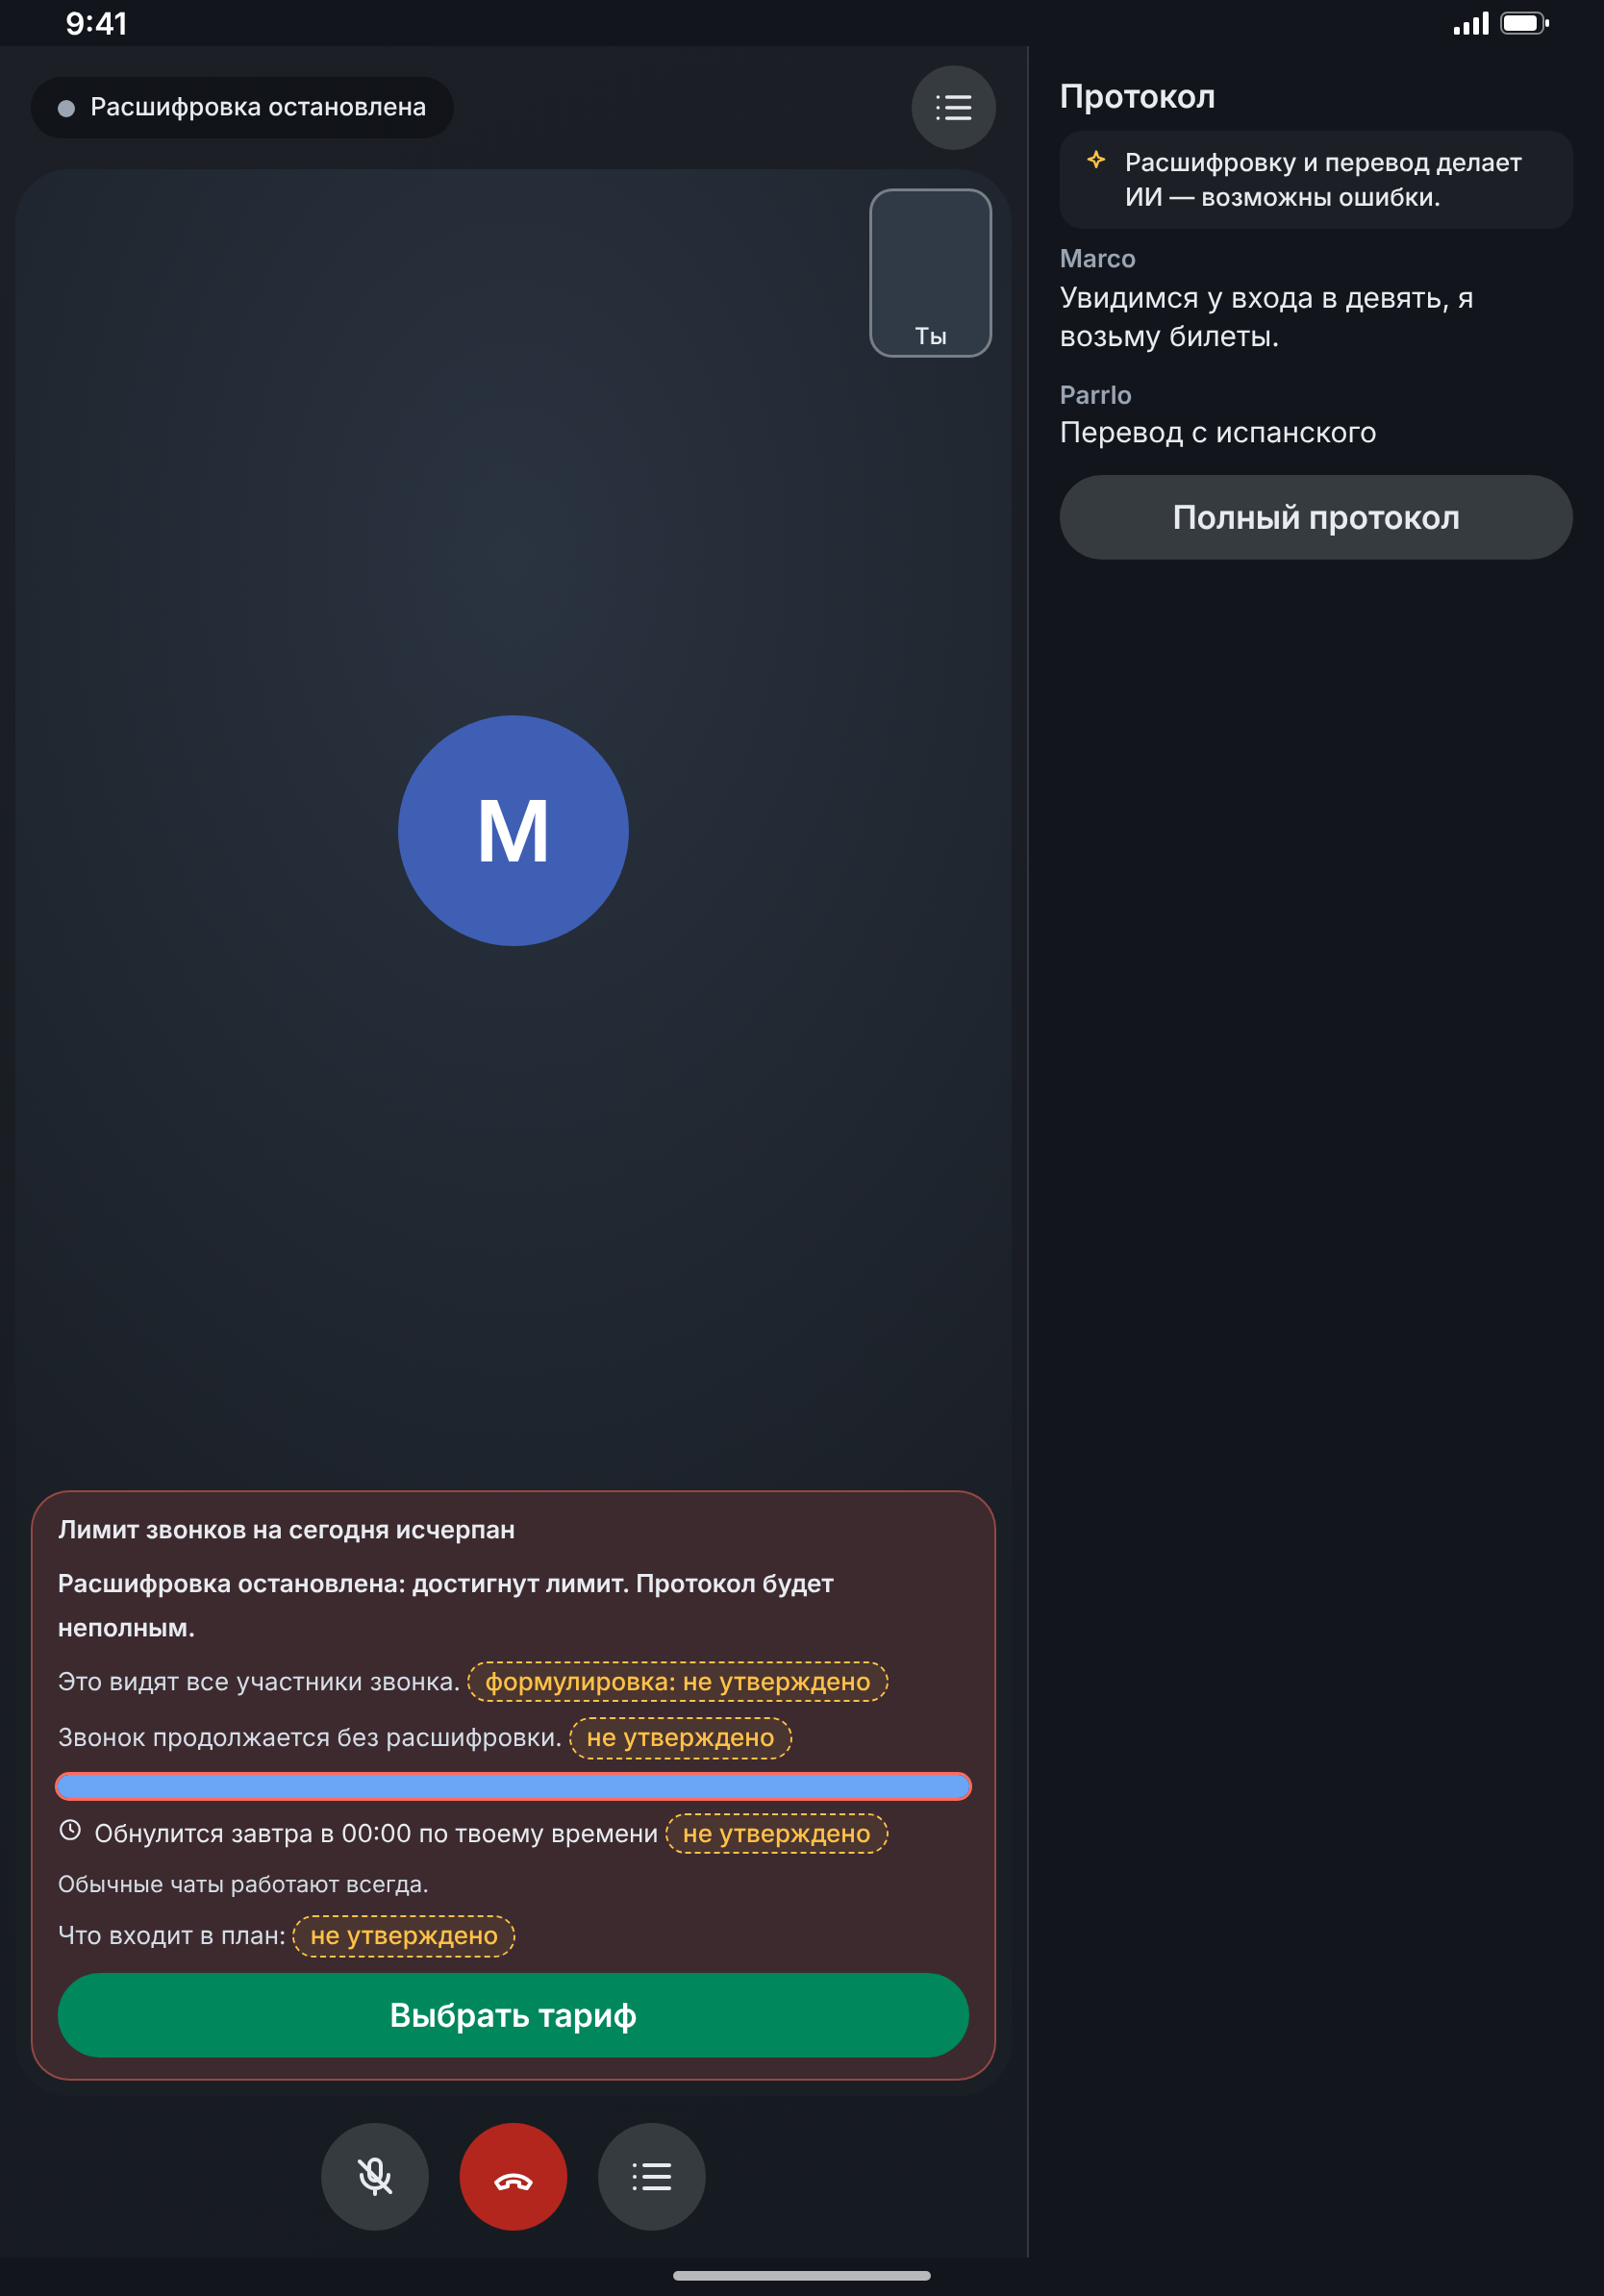 9:41
Расшифровка остановлена
Ты
M
Лимит звонков на сегодня исчерпан
Расшифровка остановлена: достигнут лимит. Протокол будет
неполным.
Это видят все участники звонка. формулировка: не утверждено
Звонок продолжается без расшифровки. не утверждено
Обнулится завтра в 00:00 по твоему времени не утверждено
Обычные чаты работают всегда.
Что входит в план: не утверждено
Выбрать тариф
Протокол
Расшифровку и перевод делает
ИИ — возможны ошибки.
Marco
Увидимся у входа в девять, я
возьму билеты.
Parrlo
Перевод с испанского
Полный протокол